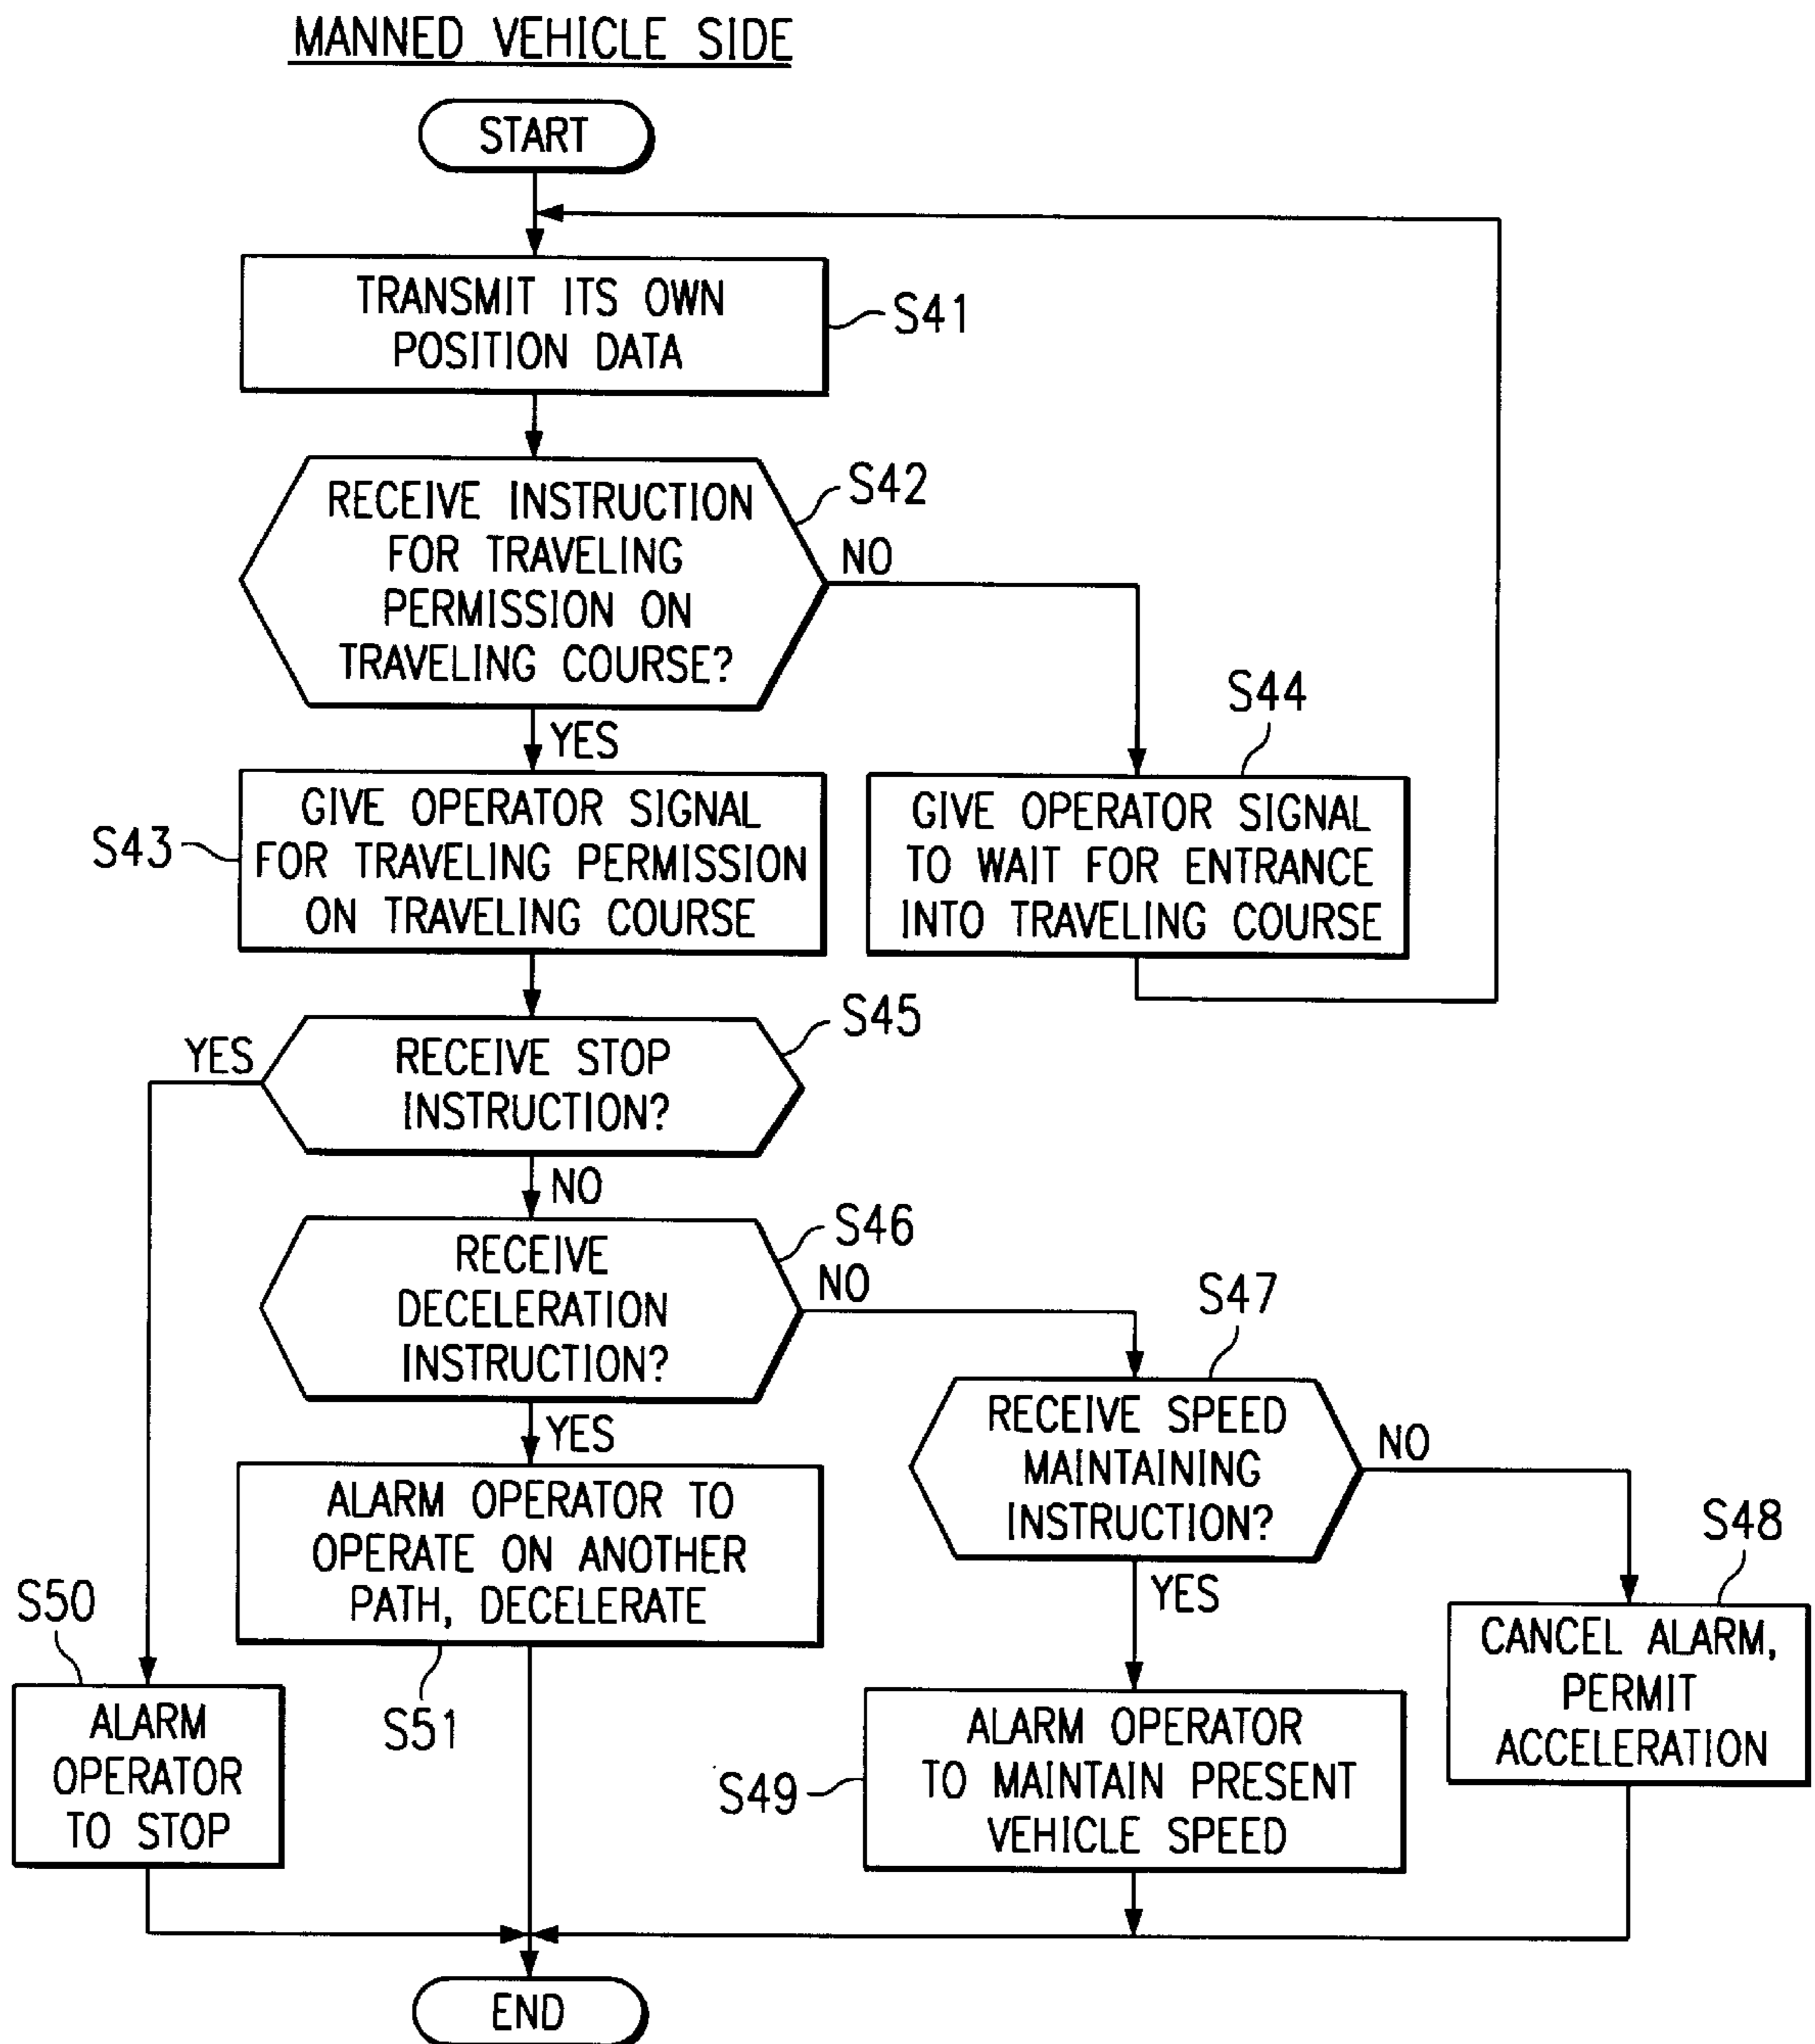 MANNED VEHICLE SIDE
START
TRANSMIT ITS OWN
POSITION DATA
S41
RECEIVE INSTRUCTION
FOR TRAVELING
PERMISSION ON
TRAVELING COURSE?
S42
NO
YES
S44
GIVE OPERATOR SIGNAL
FOR TRAVELING PERMISSION
ON TRAVELING COURSE
S43
GIVE OPERATOR SIGNAL
TO WAIT FOR ENTRANCE
INTO TRAVELING COURSE
S45
YES
RECEIVE STOP
INSTRUCTION?
NO
S46
RECEIVE
DECELERATION
INSTRUCTION?
NO
S47
YES
RECEIVE SPEED
MAINTAINING
INSTRUCTION?
NO
YES
S48
ALARM OPERATOR TO
OPERATE ON ANOTHER
PATH, DECELERATE
S51
S50
ALARM
OPERATOR
TO STOP
S49
ALARM OPERATOR
TO MAINTAIN PRESENT
VEHICLE SPEED
CANCEL ALARM,
PERMIT
ACCELERATION
END